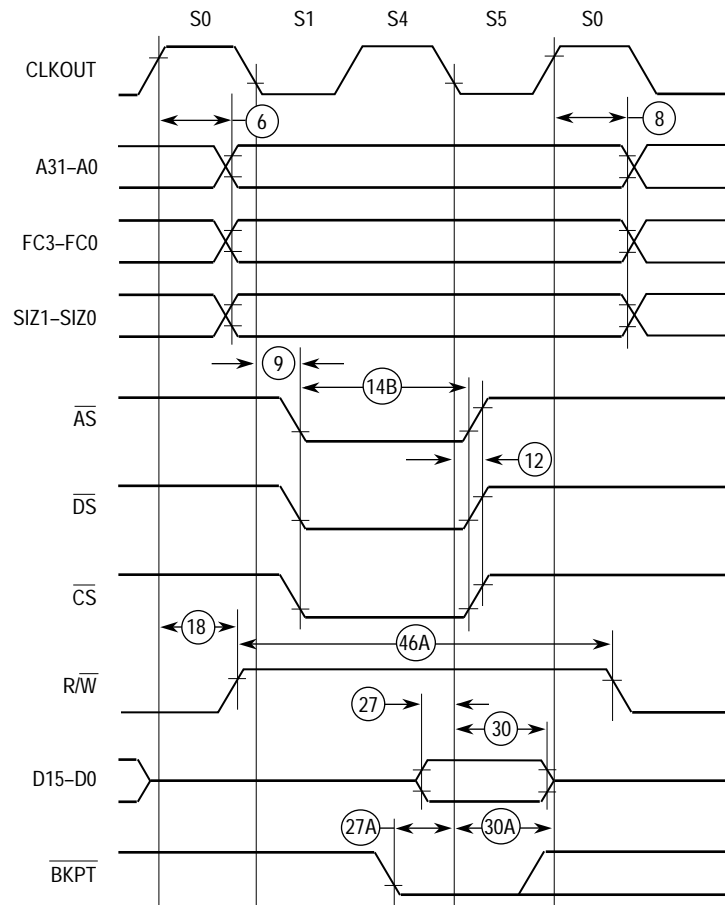 S0 S1 S4 S5 S0
CLKOUT
6 8
A31–A0
FC3–FC0
SIZ1–SIZ0
9
14B
AS
12
DS
CS
18
46A
R/W
27
30
D15–D0
27A 30A
BKPT